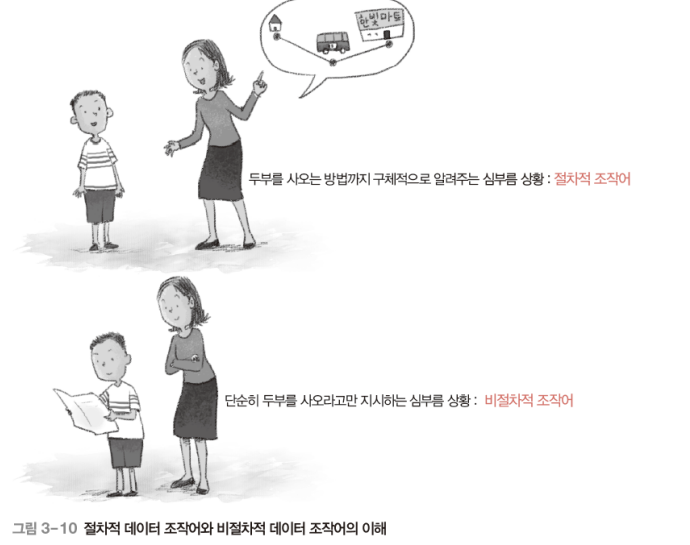 한빛마트
두부를 사오는 방법까지 구체적으로 알려주는 심부름 상황 : 절차적 조작어
단순히 두부를 사오라고만 지시하는 심부름 상황 : 비절차적 조작어
그림 3-10 절차적 데이터 조작어와 비절차적 데이터 조작어의 이해